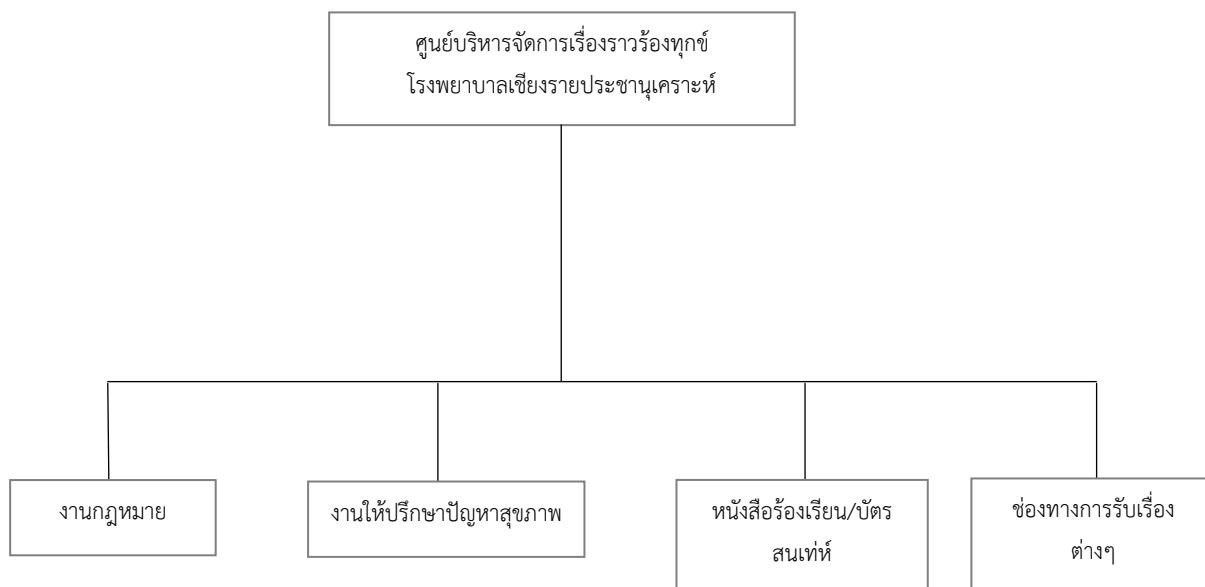 ศูนย์บริหารจัดการเรื่องราวร้องทุกข์
โรงพยาบาลเชียงรายประชานุเคราะห์
งานกฎหมาย
งานให้ปรึกษาปัญหาสุขภาพ
หนังสือร้องเรียน/บัตร
สนเท่ห์
ช่องทางการรับเรื่อง
ต่างๆ